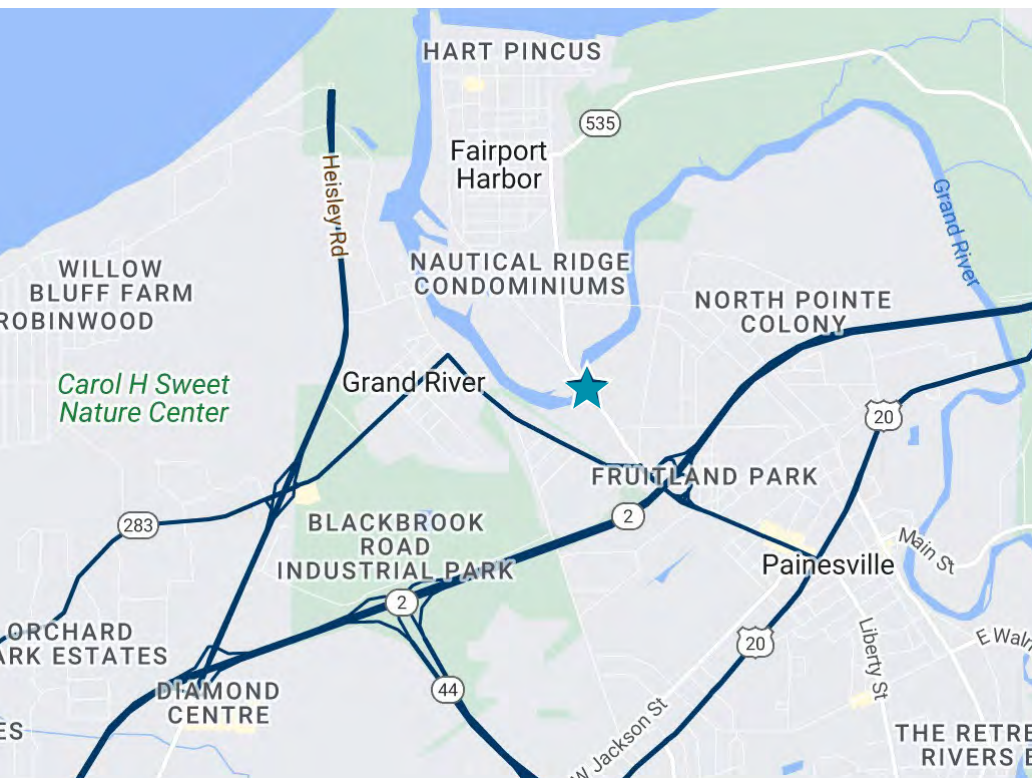 HART PINCUS
535
Fairport
Harbor
Heisley Rd
Grand River
NAUTICAL RIDGE
CONDOMINIUMS
WILLOW
BLUFF FARM
ROBINWOOD
NORTH POINTE
COLONY
Carol H Sweet
Nature Center
Grand River
20
FRUITLAND PARK
2
283
BLACKBROOK
ROAD
INDUSTRIAL PARK
Main St
Painesville
2
ORCHARD
ARK ESTATES
20
Liberty St
E Waln
44
DIAMOND
CENTRE
W Jackson St
ES
THE RETRE
RIVERS E